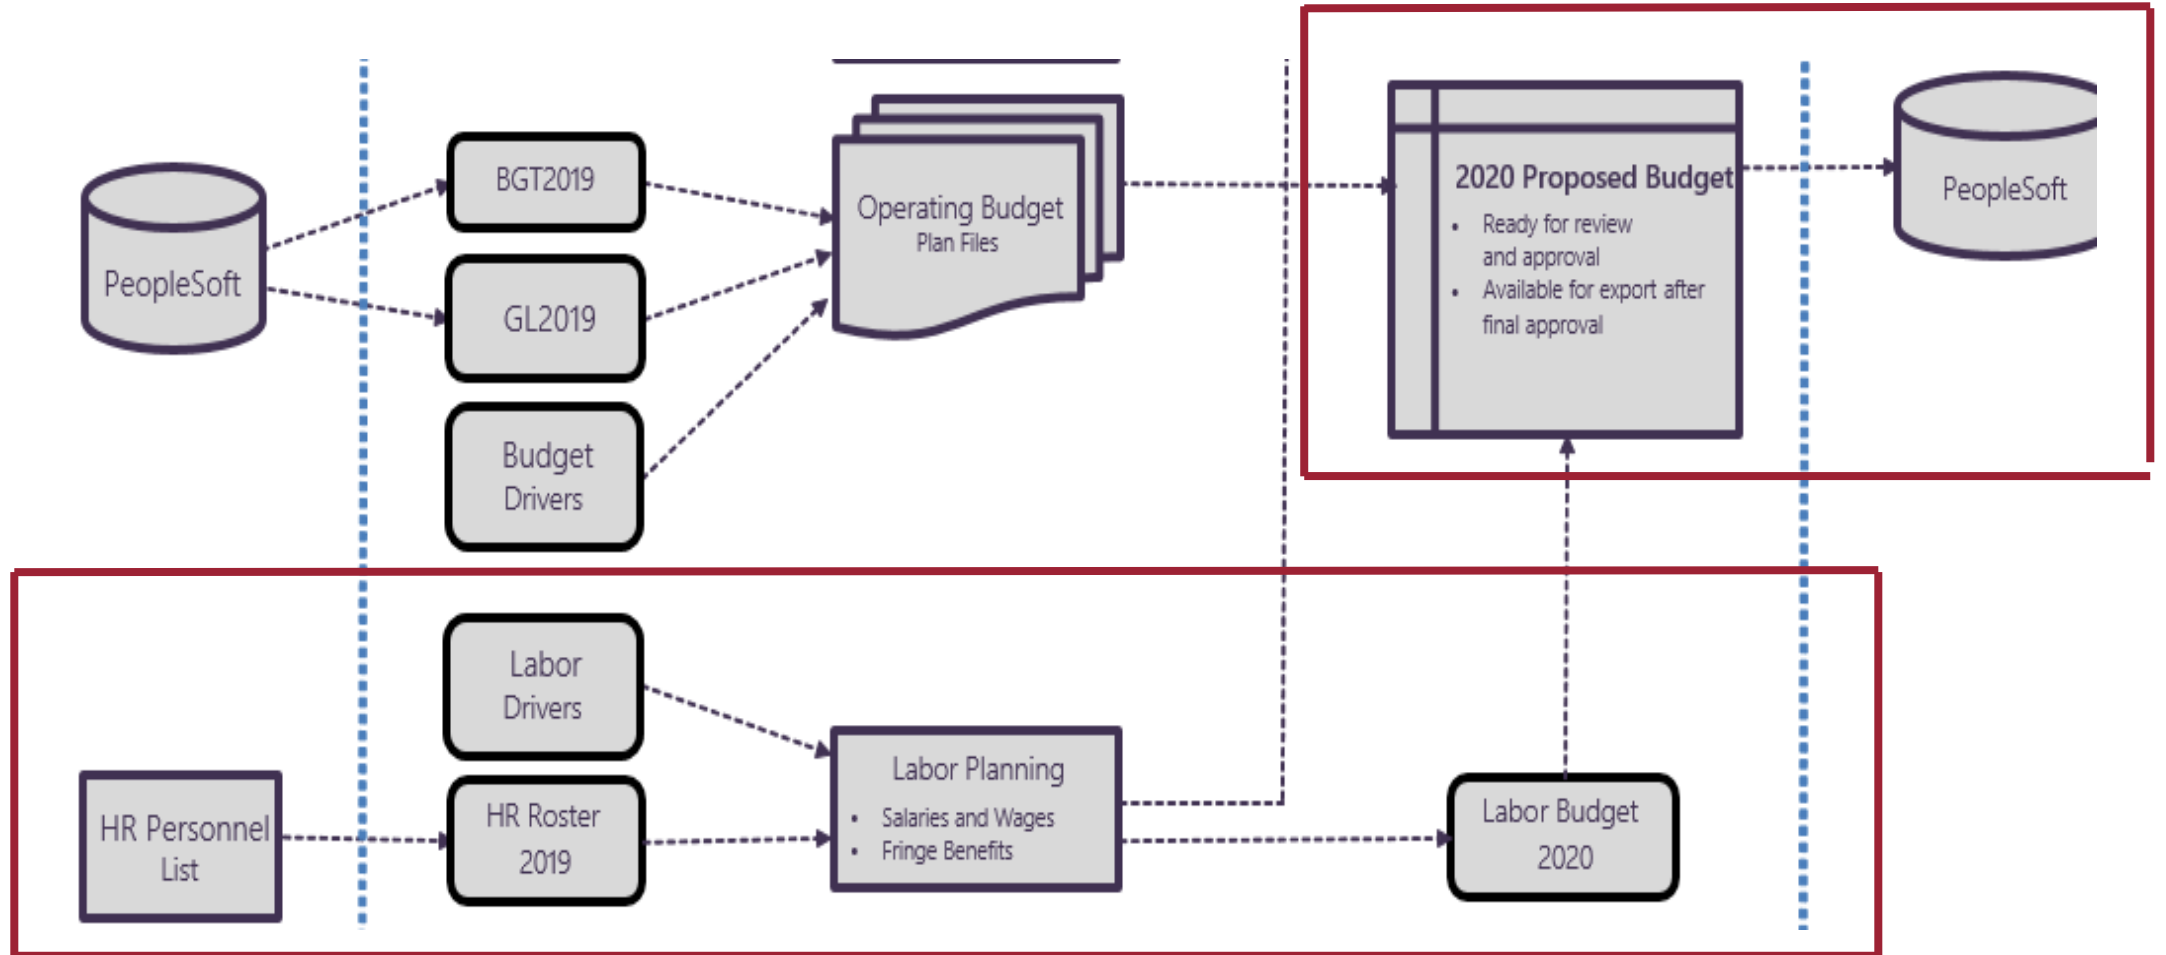 PeopleSoft
BGT2019
GL2019
Budget
Drivers
Operating Budget
Plan Files
2020 Proposed Budget
• Ready for review
and approval
• Available for export after
final approval
PeopleSoft
HR Personnel
List
Labor
Drivers
HR Roster
2019
Labor Planning
• Salaries and Wages
• Fringe Benefits
Labor Budget
2020